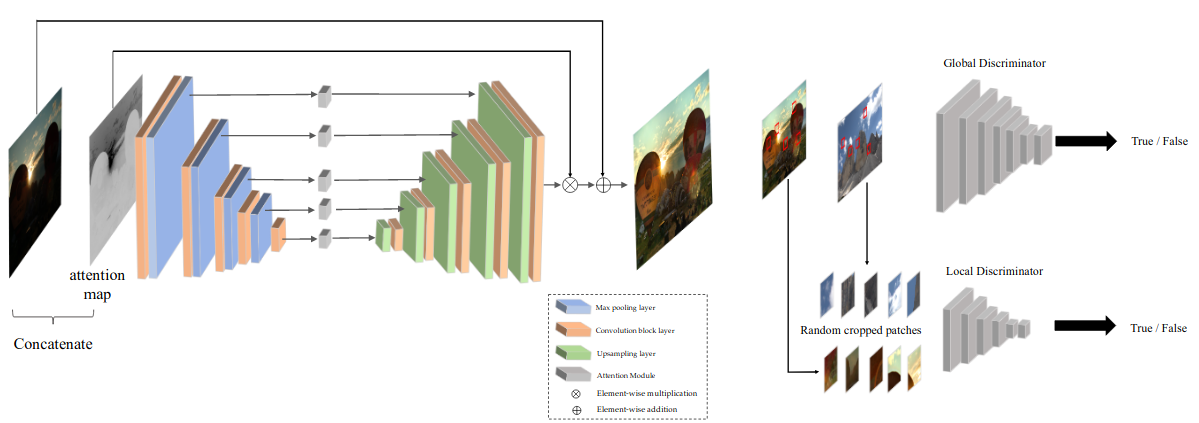 attention
map
Concatenate
Max pooling layer
Convolution block layer
Upsampling layer
Attention Module
Element-wise multiplication
Element-wise addition
Global Discriminator
True / False
Local Discriminator
Random cropped patches
True / False